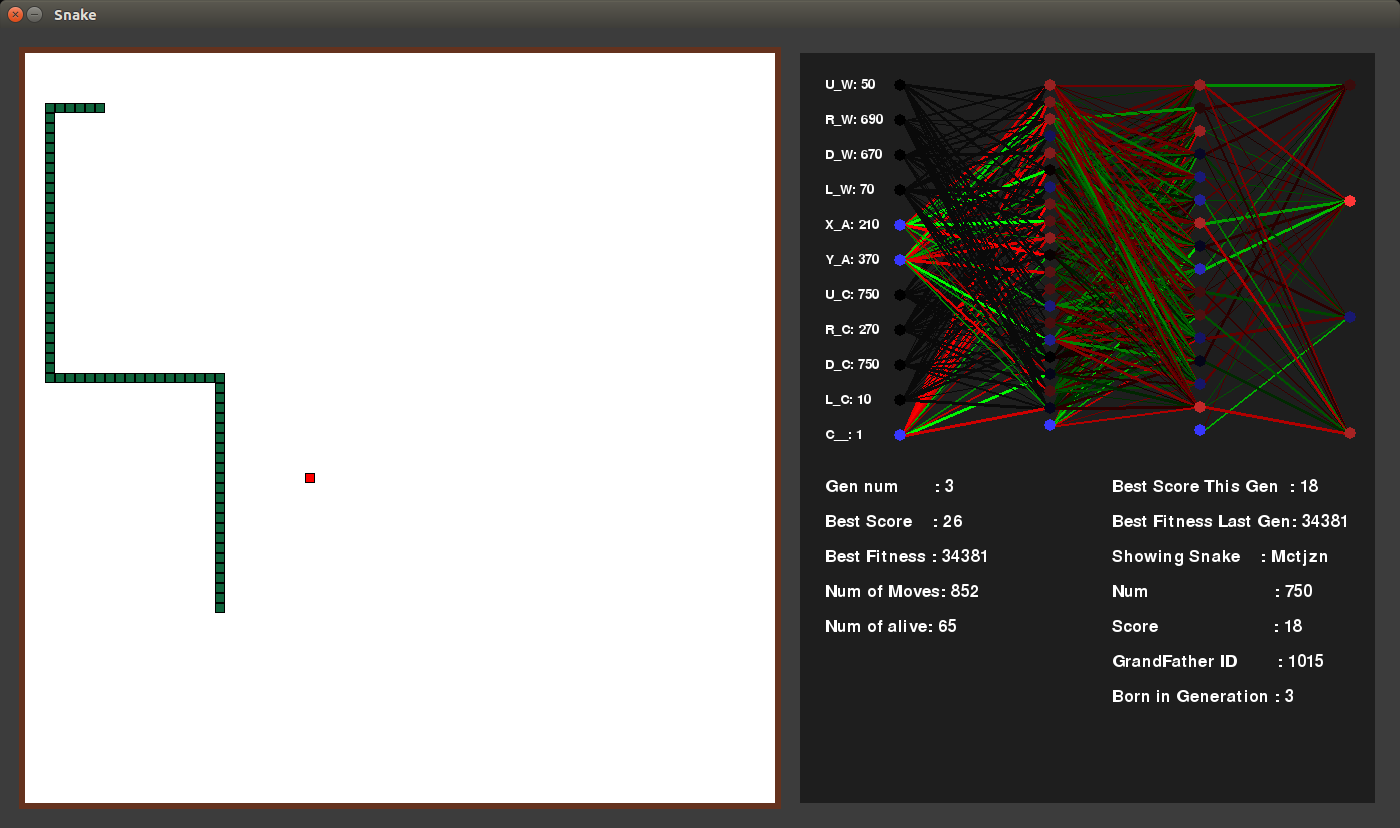 Snake
U_W: 50
R_W: 690
D_W: 670
L_W: 70
X_A: 210
Y_A: 370
U_C: 750
R_C: 270
D_C: 750
L_C: 10
C__: 1
Gen num : 3
Best Score : 26
Best Fitness : 34381
Num of Moves: 852
Num of alive: 65
Best Score This Gen : 18
Best Fitness Last Gen: 34381
Showing Snake : Mctjzn
Num : 750
Score : 18
GrandFather ID : 1015
Born in Generation : 3